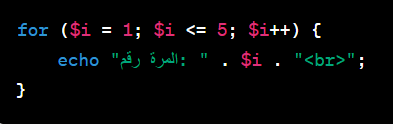 for ($i = 1; $i <= 5; $i++) {
    echo "المرة رقم: " . $i . "<br>";
}